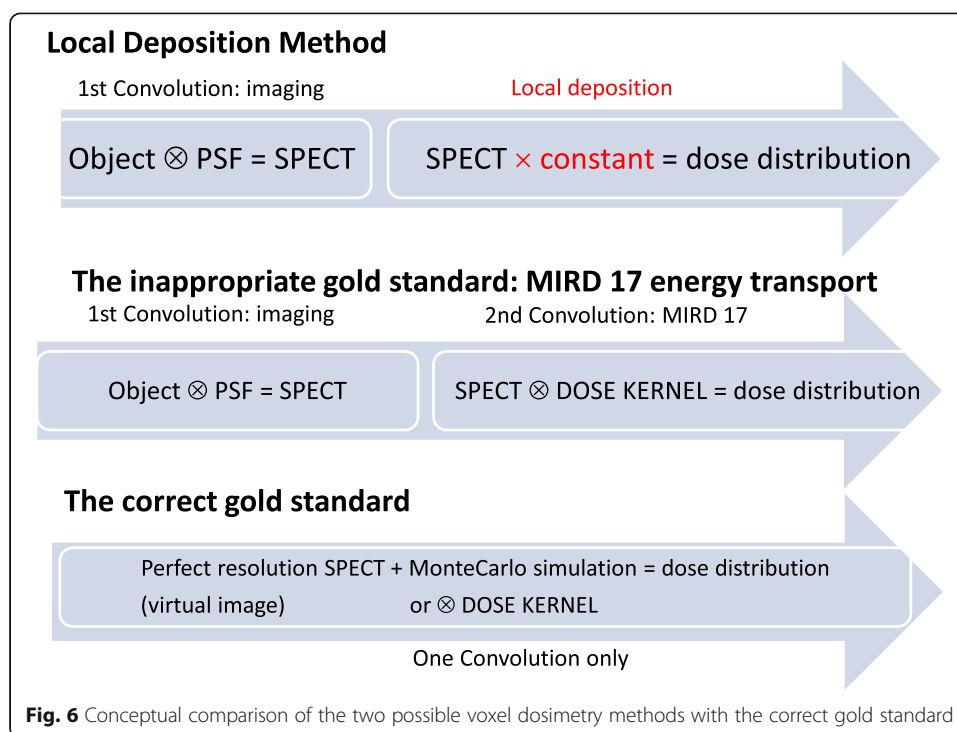 Local Deposition Method
1st Convolution: imaging
Local deposition
Object ⊗ PSF = SPECT
SPECT × constant = dose distribution
The inappropriate gold standard: MIRD 17 energy transport
1st Convolution: imaging
2nd Convolution: MIRD 17
Object ⊗ PSF = SPECT
SPECT ⊗ DOSE KERNEL = dose distribution
The correct gold standard
Perfect resolution SPECT + MonteCarlo simulation = dose distribution
(virtual image) or ⊗ DOSE KERNEL
One Convolution only
Fig. 6 Conceptual comparison of the two possible voxel dosimetry methods with the correct gold standard